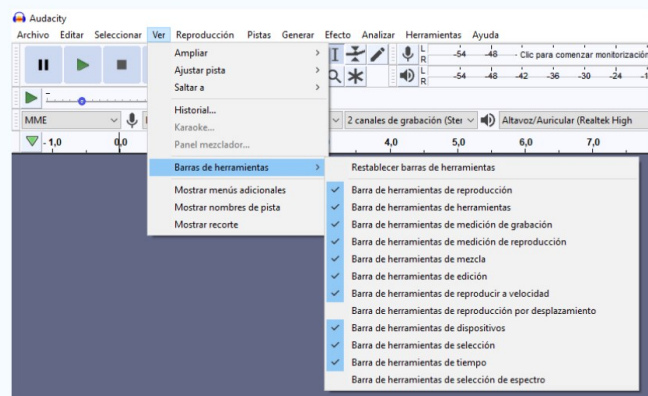 Audacity
Archivo Editar Seleccionar Ver Reproducción Pistas Generar Efecto Analizar Herramientas Ayuda
L
R
-54 -48 - Clic para comenzar monitorización
L
R
-54 -48 -42 -36 -30 -24
MME
2 canales de grabación (Ster
Altavoz/Auricular (Realtek High
- 1,0 0,0 4,0 5,0 6,0 7,0
Ampliar
Ajustar pista
Saltar a
Historial...
Karaoke...
Panel mezclador...
Barras de herramientas
Mostrar menús adicionales
Mostrar nombres de pista
Mostrar recorte
Restablecer barras de herramientas
Barra de herramientas de reproducción
Barra de herramientas de herramientas
Barra de herramientas de medición de grabación
Barra de herramientas de medición de reproducción
Barra de herramientas de mezcla
Barra de herramientas de edición
Barra de herramientas de reproducir a velocidad
Barra de herramientas de reproducción por desplazamiento
Barra de herramientas de dispositivos
Barra de herramientas de selección
Barra de herramientas de tiempo
Barra de herramientas de selección de espectro